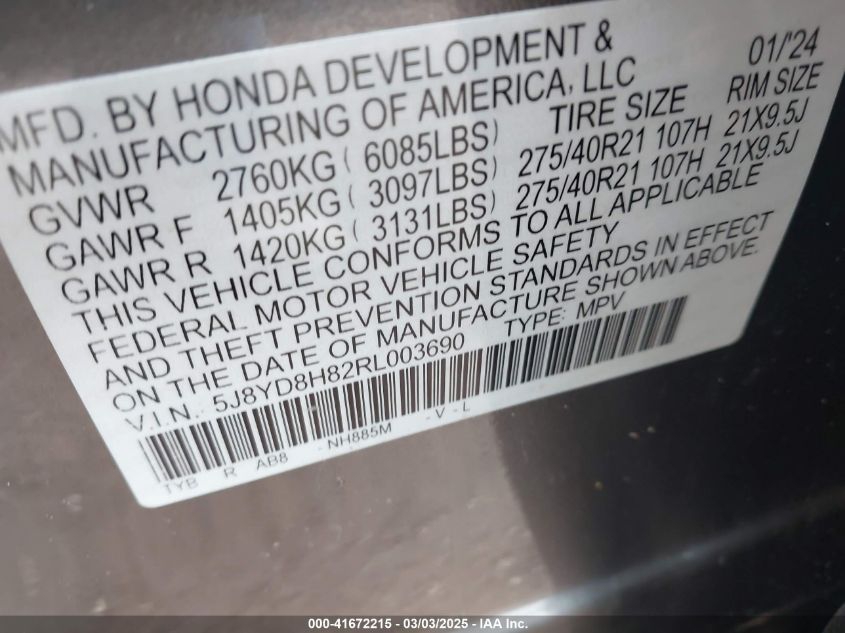 MFD. BY HONDA DEVELOPMENT & 01/'24
MANUFACTURING OF AMERICA, LLC TIRE SIZE RIM SIZE
GVWR 2760KG ( 6085LBS)
GAWR F 1405KG ( 3097LBS) 275/40R21 107H 21X9.5J
GAWR R 1420KG ( 3131LBS) 275/40R21 107H 21X9.5J
THIS VEHICLE CONFORMS TO ALL APPLICABLE
FEDERAL MOTOR VEHICLE SAFETY
AND THEFT PREVENTION STANDARDS IN EFFECT
ON THE DATE OF MANUFACTURE SHOWN ABOVE.
V.I.N.: 5J8YD8H82RL003690 TYPE: MPV
TYB R AB8 -NH885M -V-L
000-41672215 - 03/03/2025 - IAA Inc.